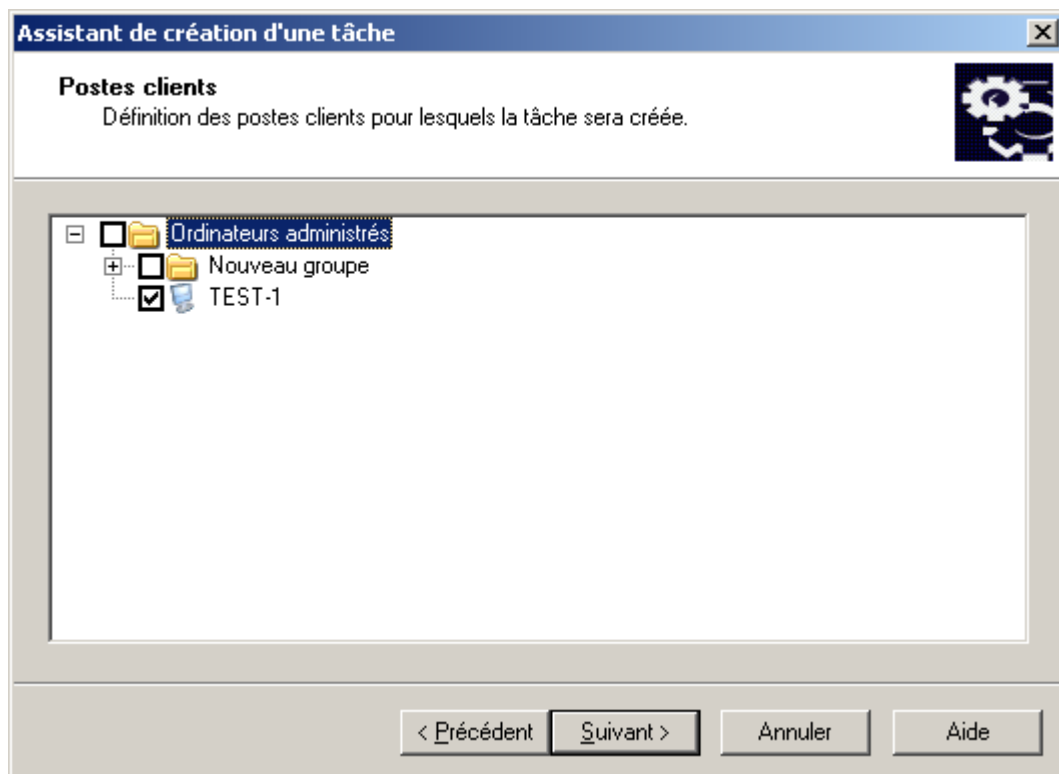 Assistant de création d'une tâche
Postes clients
Définition des postes clients pour lesquels la tâche sera créée.
Ordinateurs administrés
Nouveau groupe
TEST-1
< Précédent Suivant > Annuler Aide